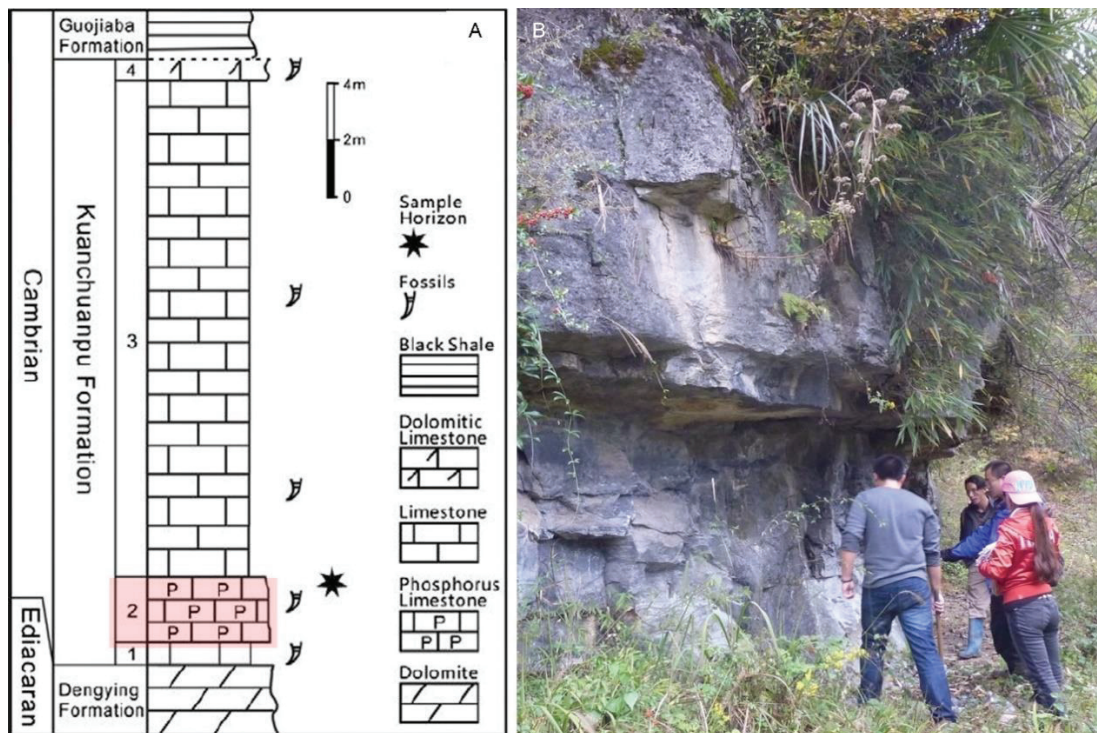 A
B
Guojiaba
Formation
4
4m
2m
0
Sample
Horizon
Fossils
Cambrian
Kuanchuanpu Formation
3
Black Shale
Dolomitic
Limestone
Limestone
Phosphorus
Limestone
P
P P
P P
P P
P P
2
1
Ediacaran
Dengying
Formation
Dolomite